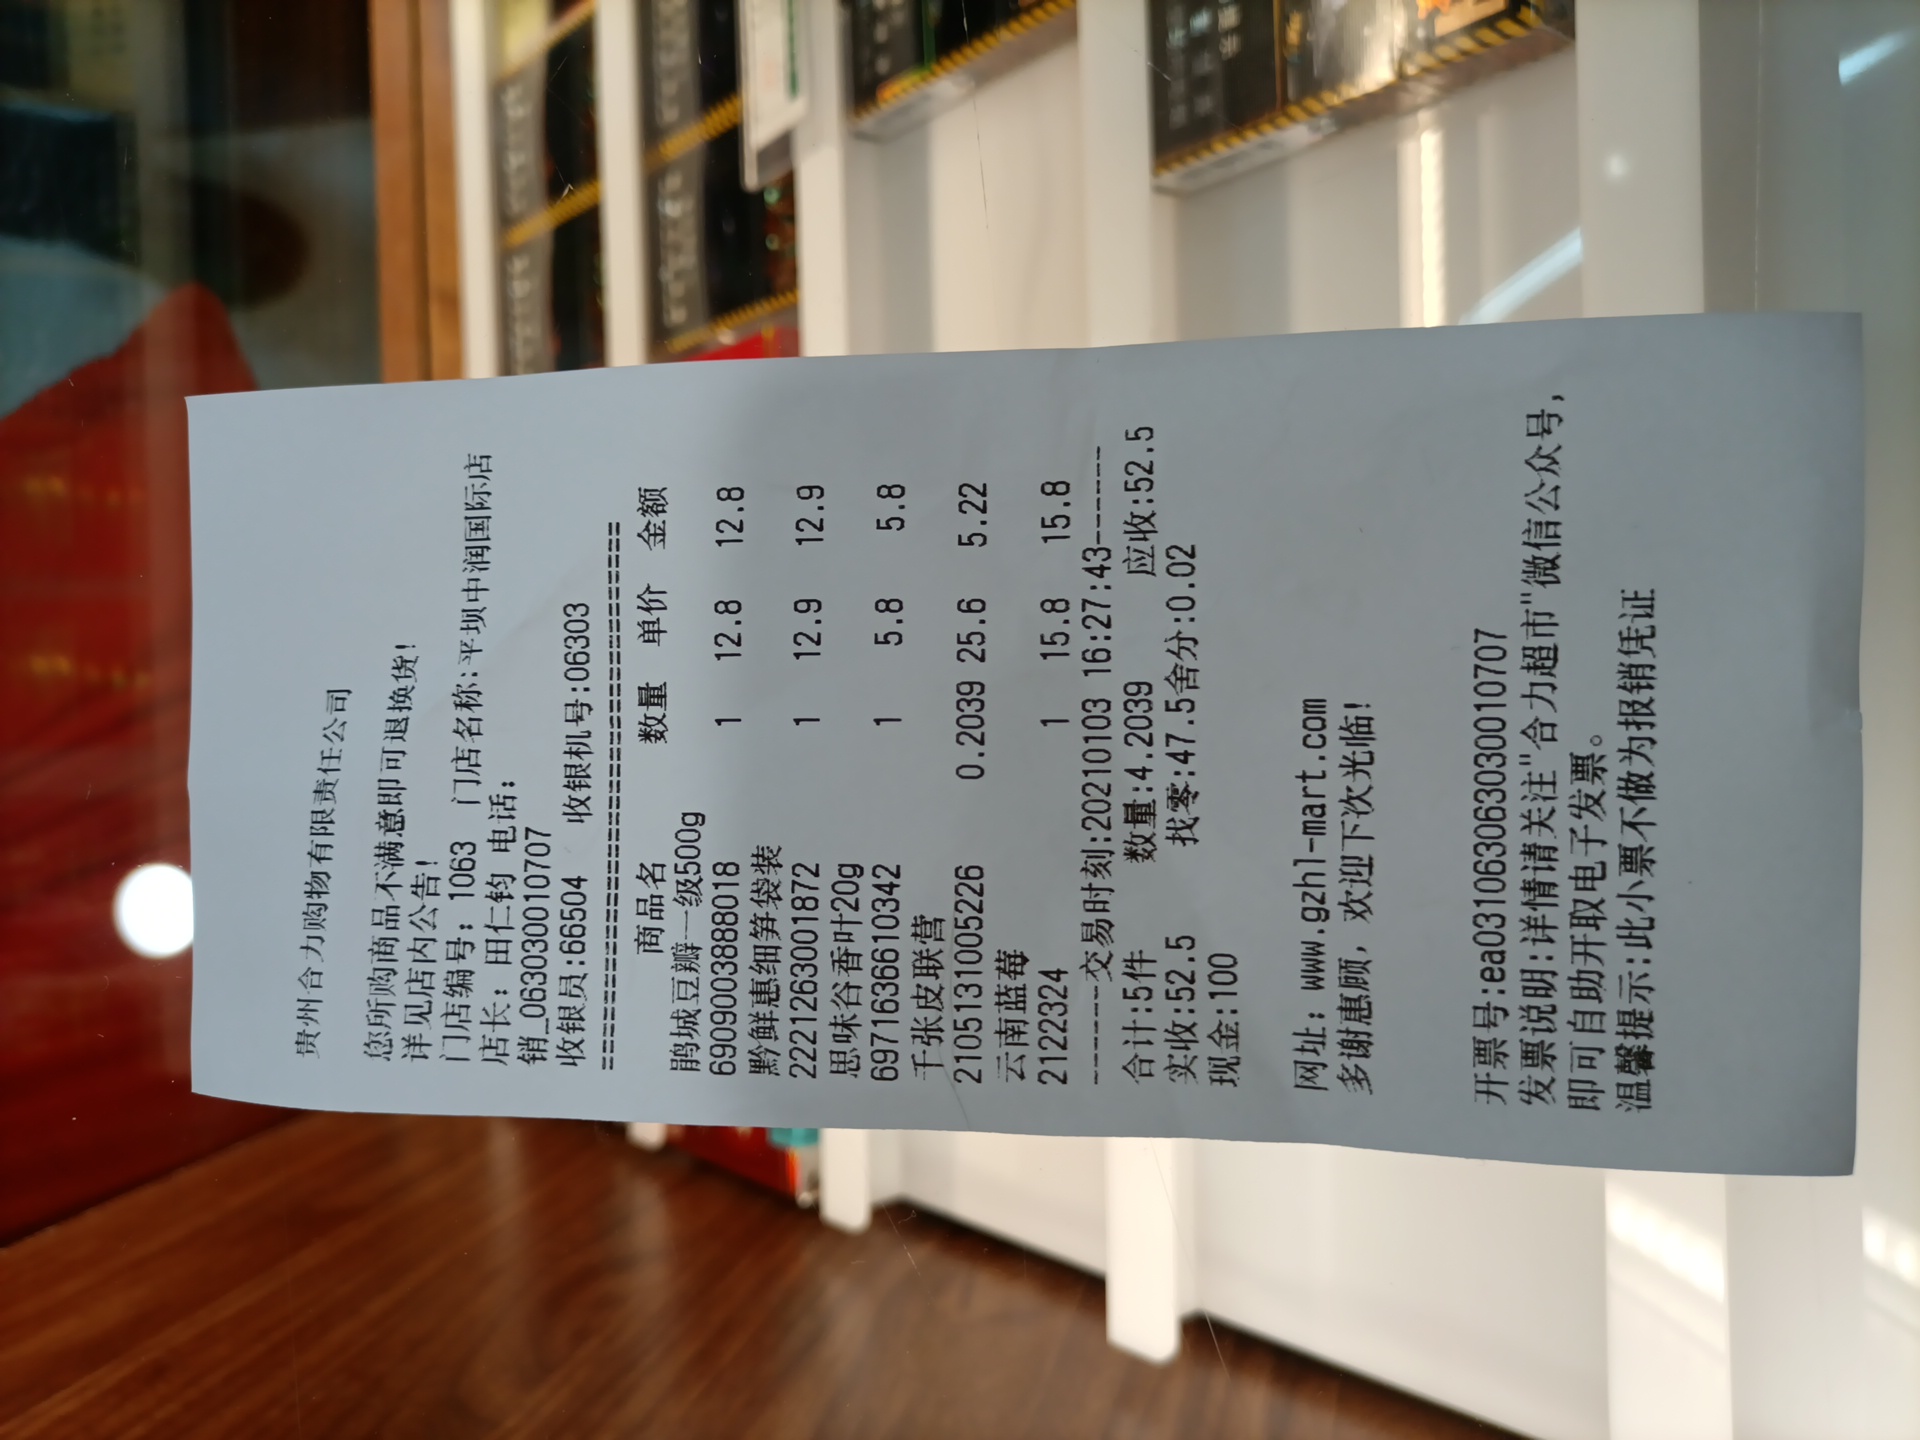 贵州合力购物有限责任公司
您所购商品不满意即可退换货!
详见店内公告!
门店编号: 1063 门店名称:平坝中润国际店
店长: 田仁钧 电话:
销_063030010707
收银员:66504 收银机号:06303
========================================
商品名 数量 单价 金额
鹃城豆瓣一级500g
6909003888018 1 12.8 12.8
黔鲜惠细笋袋装
2221263001872 1 12.9 12.9
思味谷香叶20g
6971636610342 1 5.8 5.8
千张皮联营
2105131005226 0.2039 25.6 5.22
云南蓝莓
2122324 1 15.8 15.8
------交易时刻:20210103 16:27:43------
合计:5件 数量:4.2039 应收:52.5
实收:52.5 找零:47.5舍分:0.02
现金:100
网址: www.gzhl-mart.com
多谢惠顾, 欢迎下次光临!
开票号:ea031063063030010707
发票说明:详情请关注"合力超市"微信公众号,
即可自助开取电子发票。
温馨提示:此小票不做为报销凭证